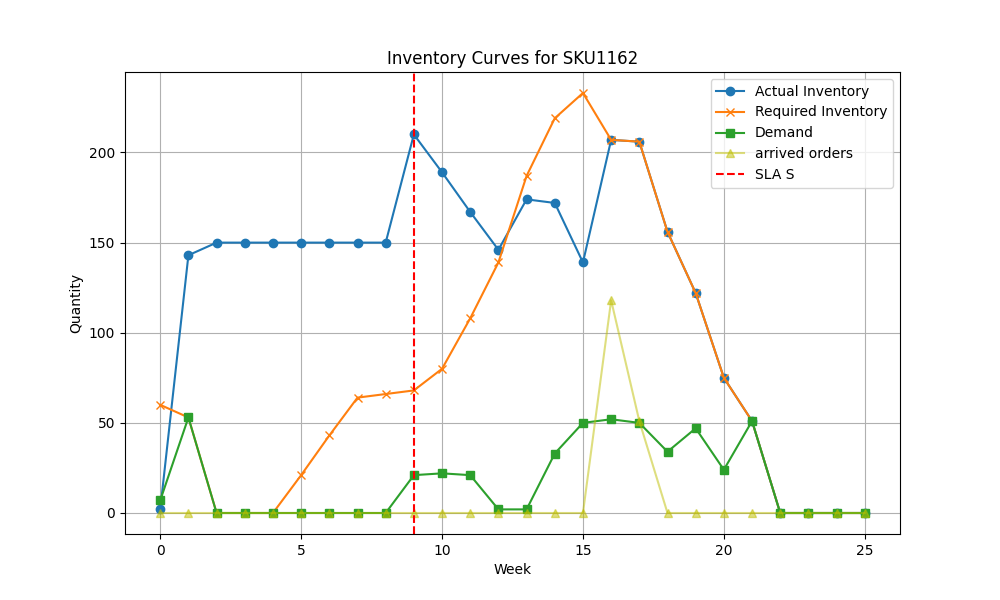 Inventory Curves for SKU1162
Actual Inventory
Required Inventory
Demand
arrived orders
SLA S
Quantity
200
150
100
50
0
0 5 10 15 20 25
Week